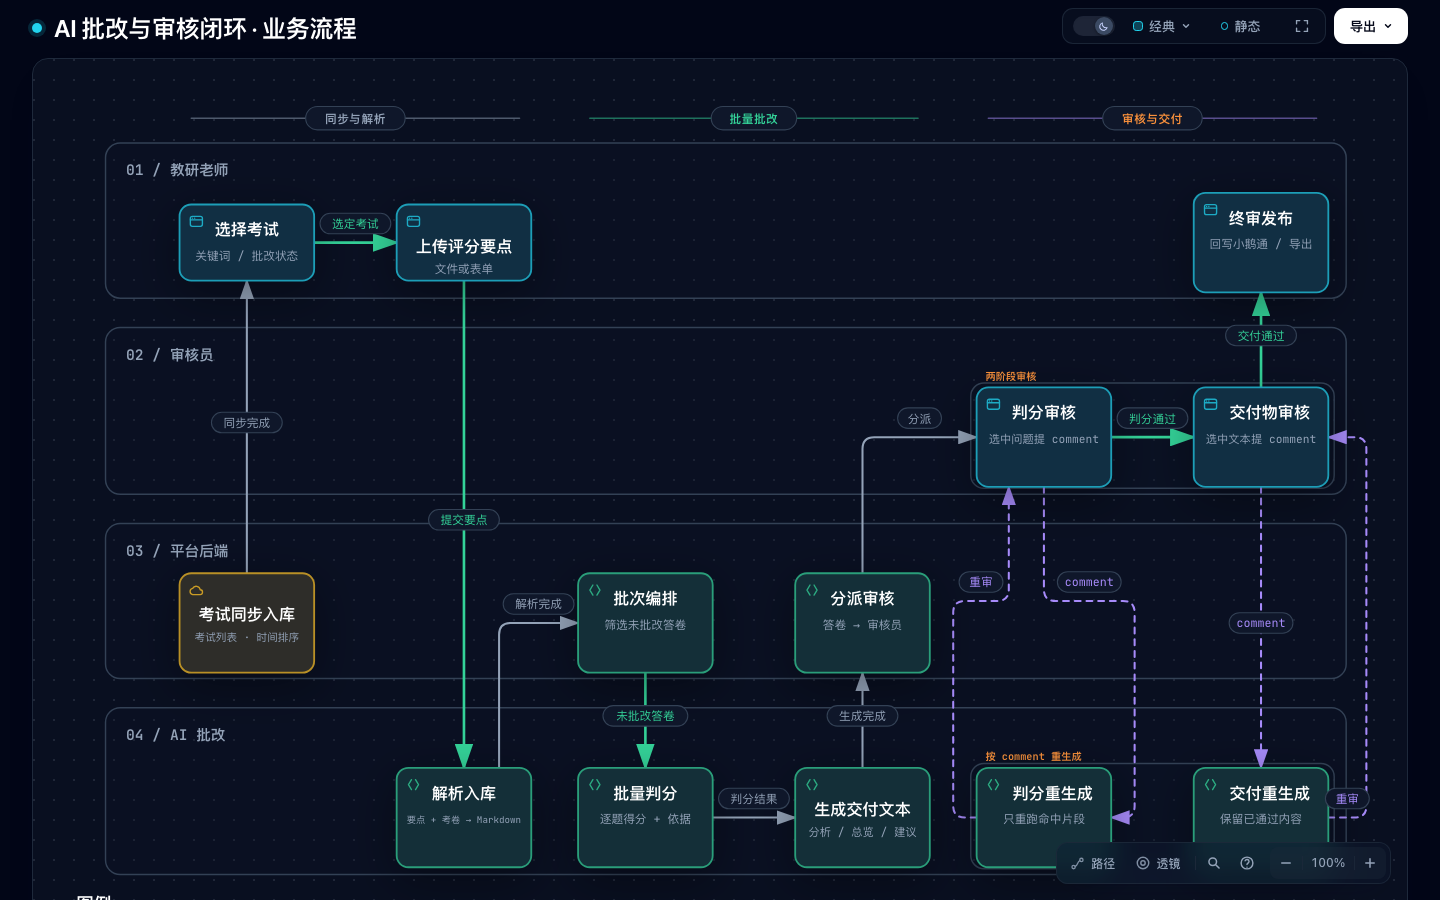 AI 批改与审核闭环 · 业务流程
经典
静态
导出
同步与解析
批量批改
审核与交付
01 / 教研老师
选择考试
关键词 / 批改状态
选定考试
上传评分要点
文件或表单
终审发布
回写小鹅通 / 导出
交付通过
02 / 审核员
两阶段审核
判分审核
选中问题提 comment
判分通过
交付物审核
选中文本提 comment
分派
同步完成
提交要点
03 / 平台后端
考试同步入库
考试列表 · 时间排序
解析完成
批次编排
筛选未批改答卷
分派审核
答卷 → 审核员
重审
comment
comment
未批改答卷
生成完成
04 / AI 批改
按 comment 重生成
解析入库
要点 + 考卷 → Markdown
批量判分
逐题得分 + 依据
判分结果
生成交付文本
分析 / 总览 / 建议
判分重生成
只重跑命中片段
交付重生成
保留已通过内容
重审
路径
透镜
100%
图例